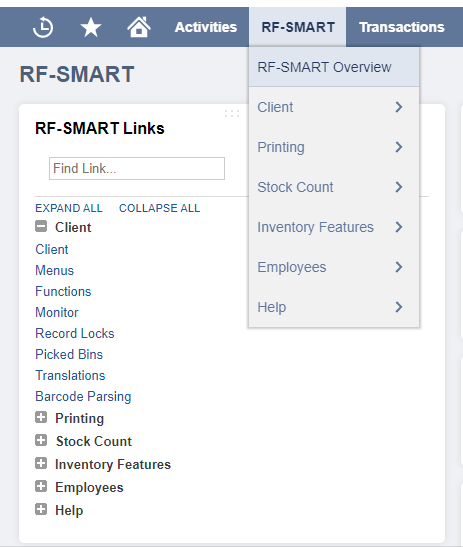 Activities RF-SMART Transactions
RF-SMART
RF-SMART Overview
Client
Printing
Stock Count
Inventory Features
Employees
Help
RF-SMART Links
Find Link...
EXPAND ALL COLLAPSE ALL
Client
Client
Menus
Functions
Monitor
Record Locks
Picked Bins
Translations
Barcode Parsing
Printing
Stock Count
Inventory Features
Employees
Help